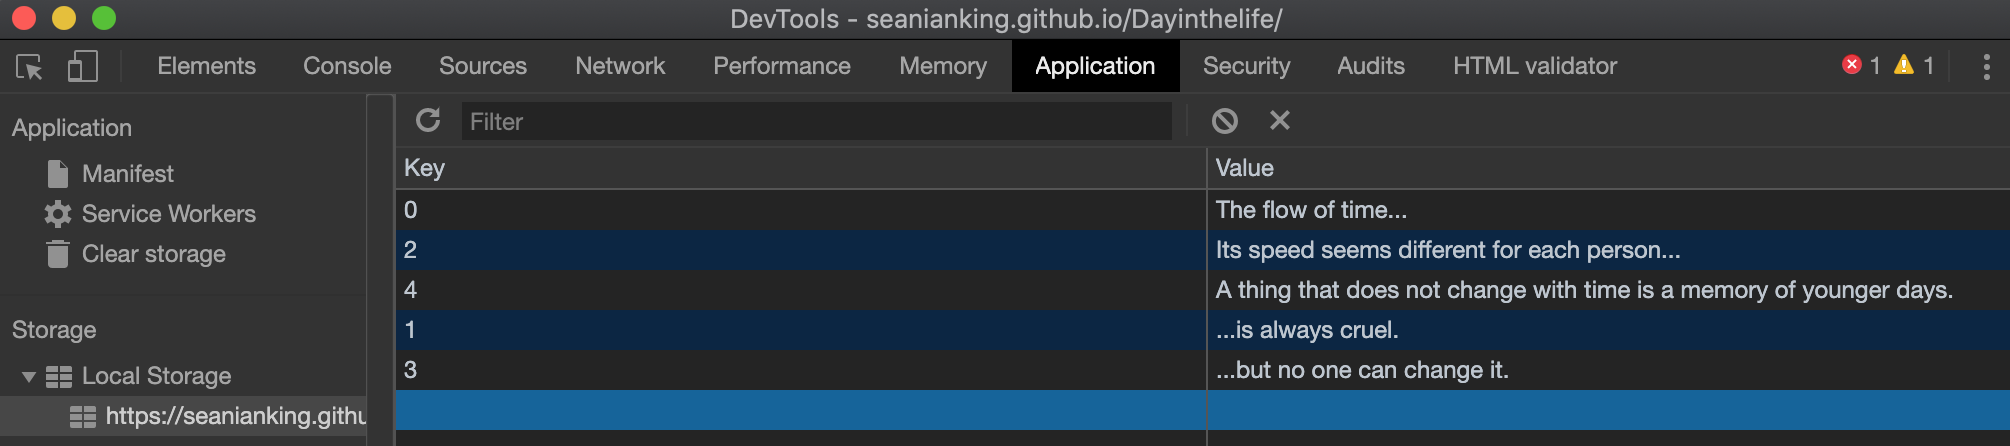 DevTools - seanianking.github.io/Dayinthelife/
Elements Console Sources Network Performance Memory Application Security Audits HTML validator 1 1
Application
Manifest
Service Workers
Clear storage
Storage
Local Storage
https://seanianking.githu
Filter
Key Value
0 The flow of time...
2 Its speed seems different for each person...
4 A thing that does not change with time is a memory of younger days.
1 ...is always cruel.
3 ...but no one can change it.